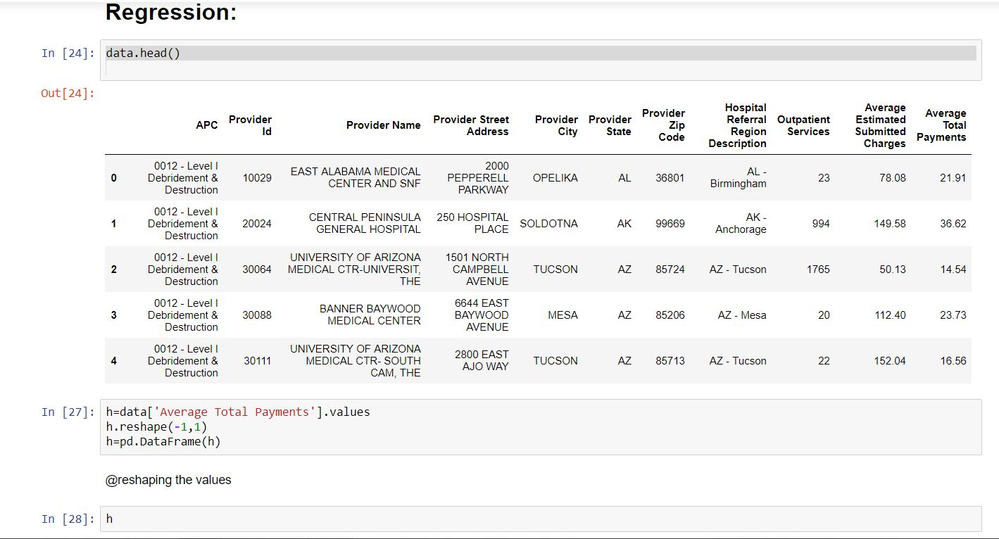 Regression:
In [24]: data.head()
Out[24]:
APC Provider Id Provider Name Provider Street Address Provider City Provider State Provider Zip Code Hospital Referral Region Description Outpatient Services Average Estimated Submitted Charges Average Total Payments
0 0012 - Level I Debridement & Destruction 10029 EAST ALABAMA MEDICAL CENTER AND SNF 2000 PEPPERELL PARKWAY OPELIKA AL 36801 AL - Birmingham 23 78.08 21.91
1 0012 - Level I Debridement & Destruction 20024 CENTRAL PENINSULA GENERAL HOSPITAL 250 HOSPITAL PLACE SOLDOTNA AK 99669 AK - Anchorage 994 149.58 36.62
2 0012 - Level I Debridement & Destruction 30064 UNIVERSITY OF ARIZONA MEDICAL CTR-UNIVERSIT, THE 1501 NORTH CAMPBELL AVENUE TUCSON AZ 85724 AZ - Tucson 1765 50.13 14.54
3 0012 - Level I Debridement & Destruction 30088 BANNER BAYWOOD MEDICAL CENTER 6644 EAST BAYWOOD AVENUE MESA AZ 85206 AZ - Mesa 20 112.40 23.73
4 0012 - Level I Debridement & Destruction 30111 UNIVERSITY OF ARIZONA MEDICAL CTR- SOUTH CAM, THE 2800 EAST AJO WAY TUCSON AZ 85713 AZ - Tucson 22 152.04 16.56
In [27]: h=data['Average Total Payments'].values
h.reshape(-1,1)
h=pd.DataFrame(h)
@reshaping the values
In [28]: h